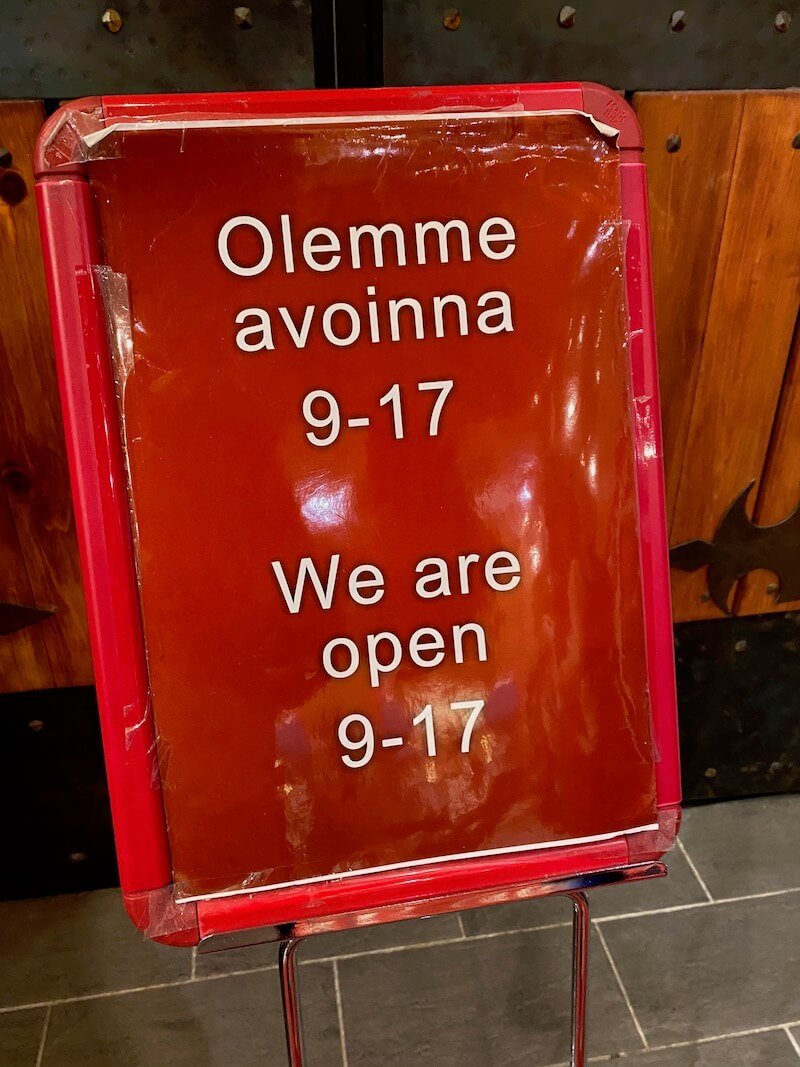 Olemme
avoinna
9-17
We are
open
9-17